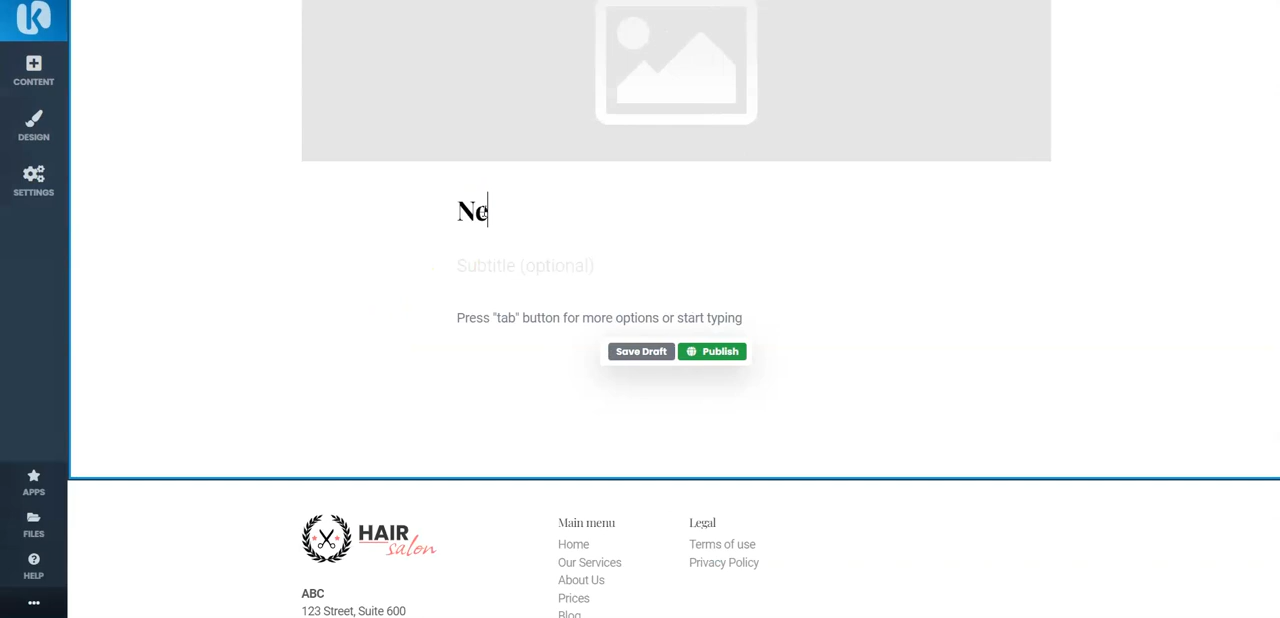 CONTENT
DESIGN
SETTINGS
APPS
FILES
HELP
Ne
Subtitle (optional)
Press "tab" button for more options or start typing
Save Draft
Publish
HAIR
salon
ABC
123 Street, Suite 600
Main menu
Home
Our Services
About Us
Prices
Blog
Legal
Terms of use
Privacy Policy